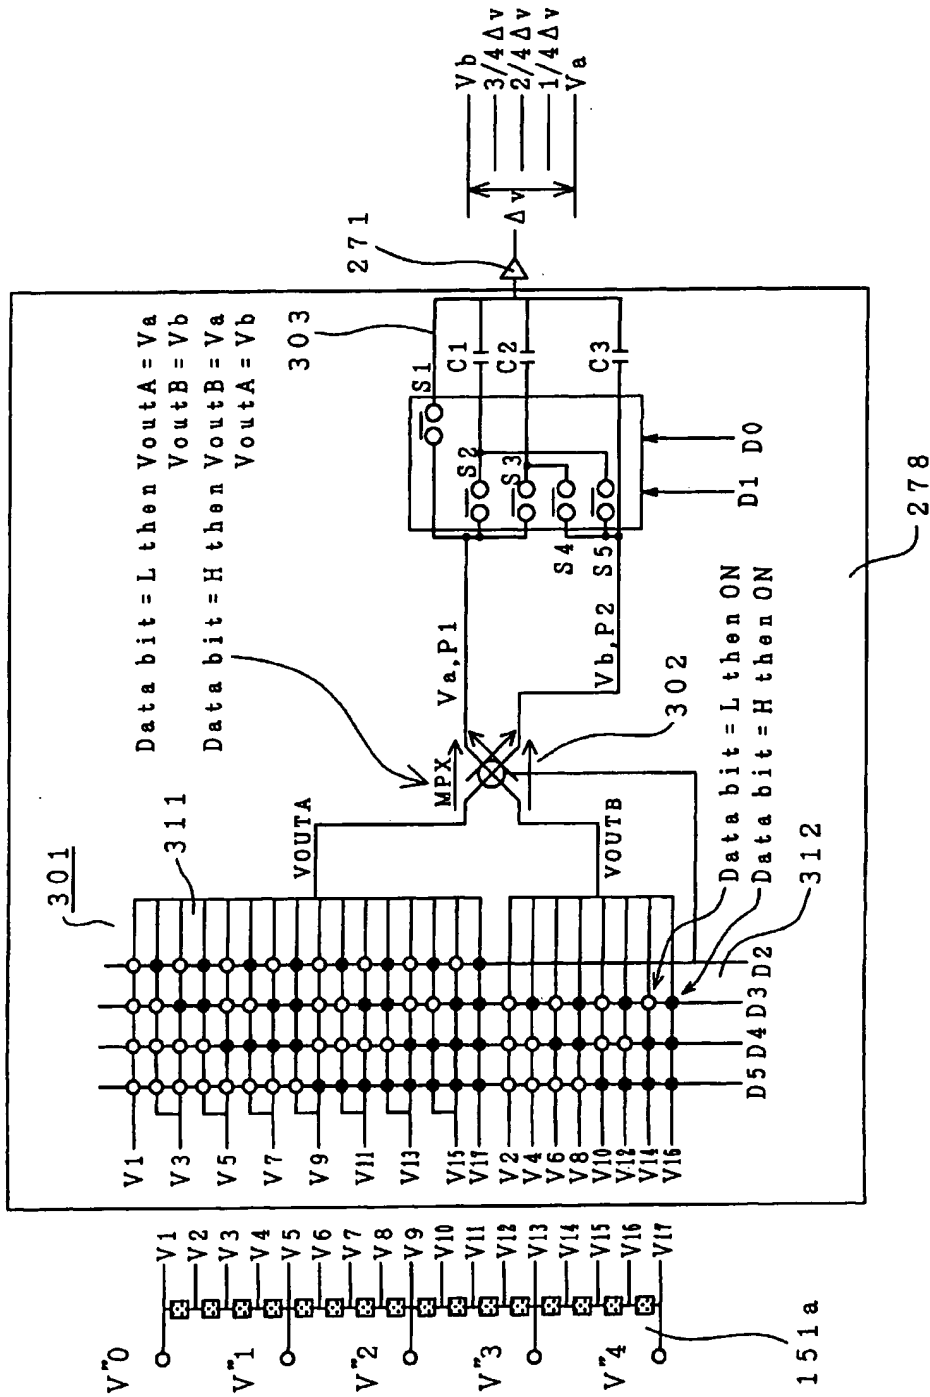 301
311
Data bit = L then VoutA = Va
VoutB = Vb
Data bit = H then VoutB = Va
VoutA = Vb
303
271
Vb
3/4Δv
2/4Δv
1/4Δv
Va
Δv
V1
V3
V5
V7
V9
V11
V13
V15
V17
V2
V4
V6
V8
V10
V12
V14
V16
D5
D4
D3
D2
VOUTA
VOUTB
MPX
302
Va,P1
Vb,P2
S1
S2
S3
S4
S5
C1
C2
C3
D1
D0
Data bit = L then ON
Data bit = H then ON
312
278
V"0
V"1
V"2
V"3
V"4
V1
V2
V3
V4
V5
V6
V7
V8
V9
V10
V11
V12
V13
V14
V15
V16
V17
151a